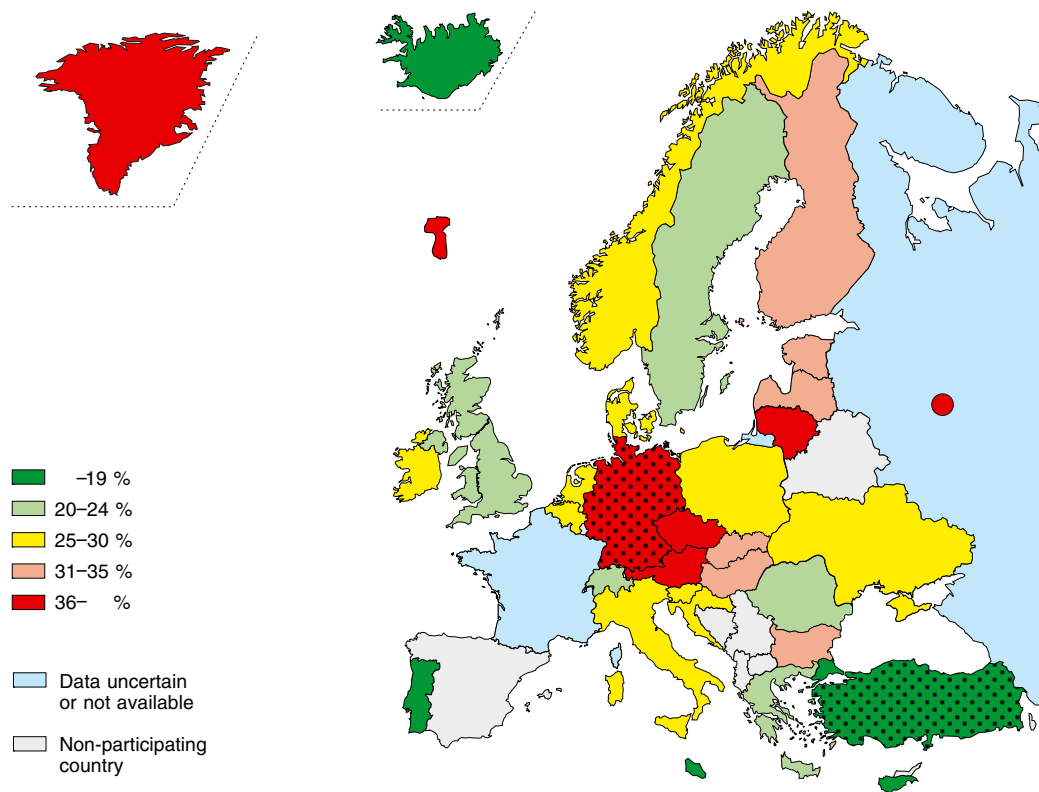 –19 %
20–24 %
25–30 %
31–35 %
36– %
Data uncertain
or not available
Non-participating
country